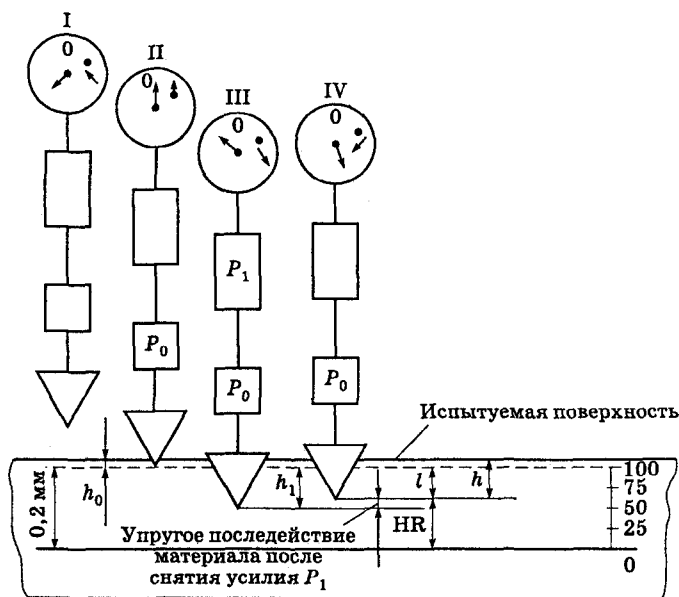 I
0
II
0
III
0
IV
0
P₁
P₀
P₀
P₀
Испытуемая поверхность
0,2 мм
h₀
h₁
l
h
100
75
50
25
0
HR
Упругое последействие
материала после
снятия усилия P₁